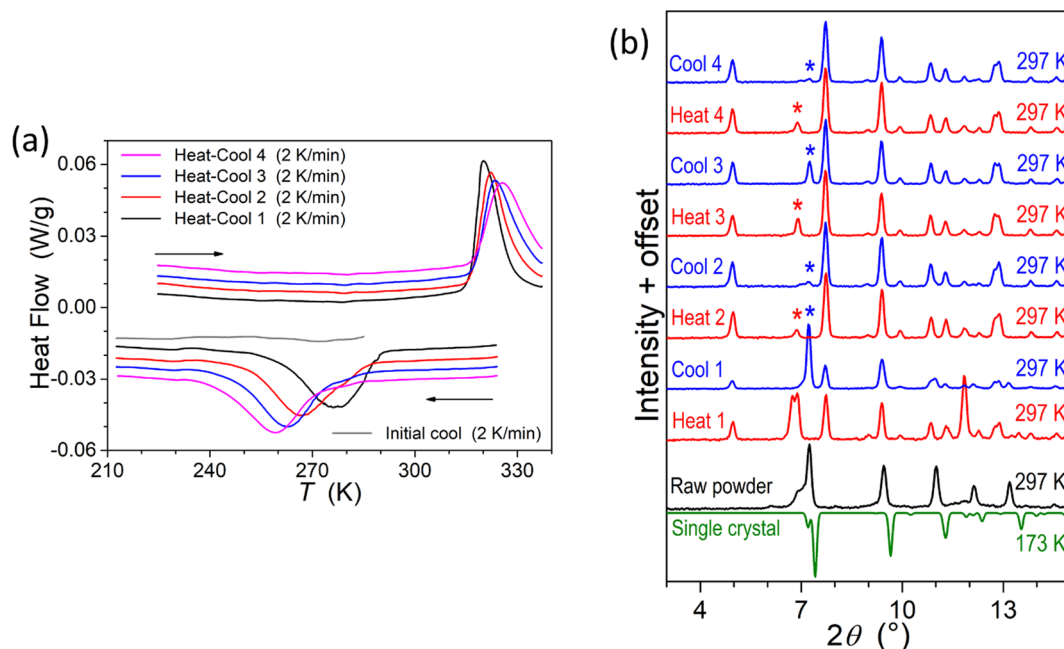 (a)
Heat Flow (W/g)
0.06
0.03
0.00
-0.03
-0.06
Heat-Cool 4 (2 K/min)
Heat-Cool 3 (2 K/min)
Heat-Cool 2 (2 K/min)
Heat-Cool 1 (2 K/min)
Initial cool (2 K/min)
210 240 270 300 330
T (K)
(b)
Intensity + offset
Cool 4 * 297 K
Heat 4 * 297 K
Cool 3 * 297 K
Heat 3 * 297 K
Cool 2 * 297 K
Heat 2 * * 297 K
Cool 1 297 K
Heat 1 297 K
Raw powder 297 K
Single crystal 173 K
4 7 10 13
2θ (°)